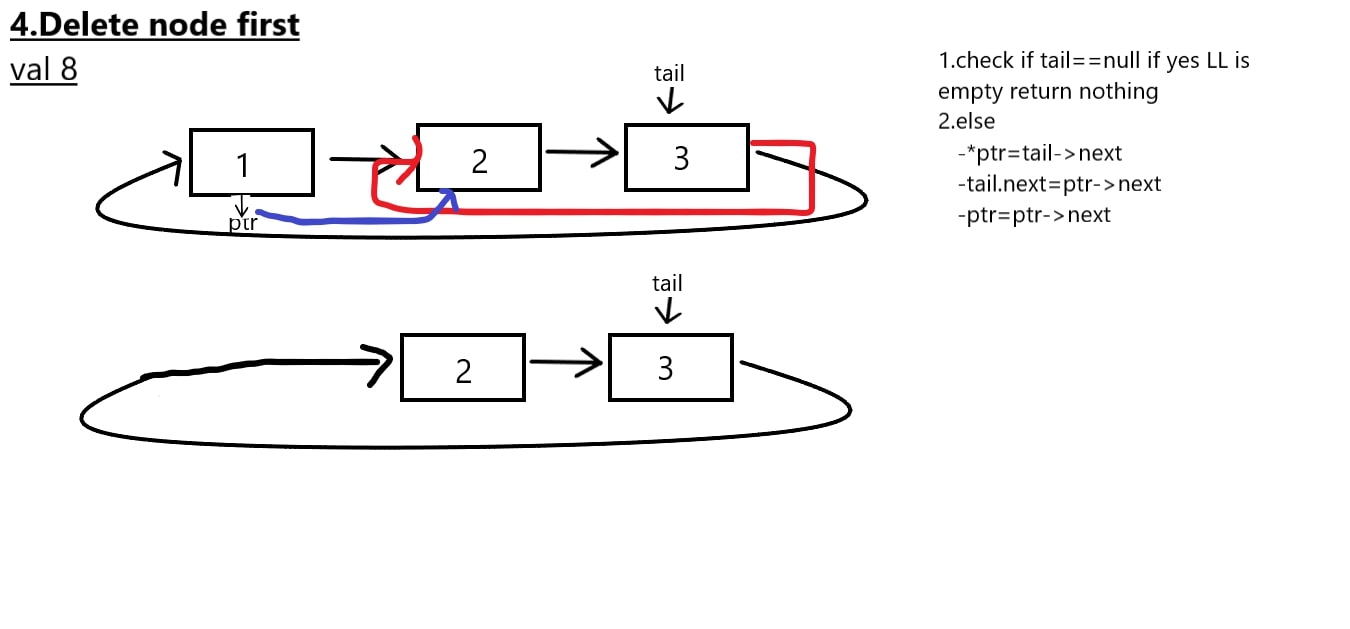 4.Delete node first
val 8
tail
1
2
3
ptr
1.check if tail==null if yes LL is
empty return nothing
2.else
-*ptr=tail->next
-tail.next=ptr->next
-ptr=ptr->next
tail
2
3